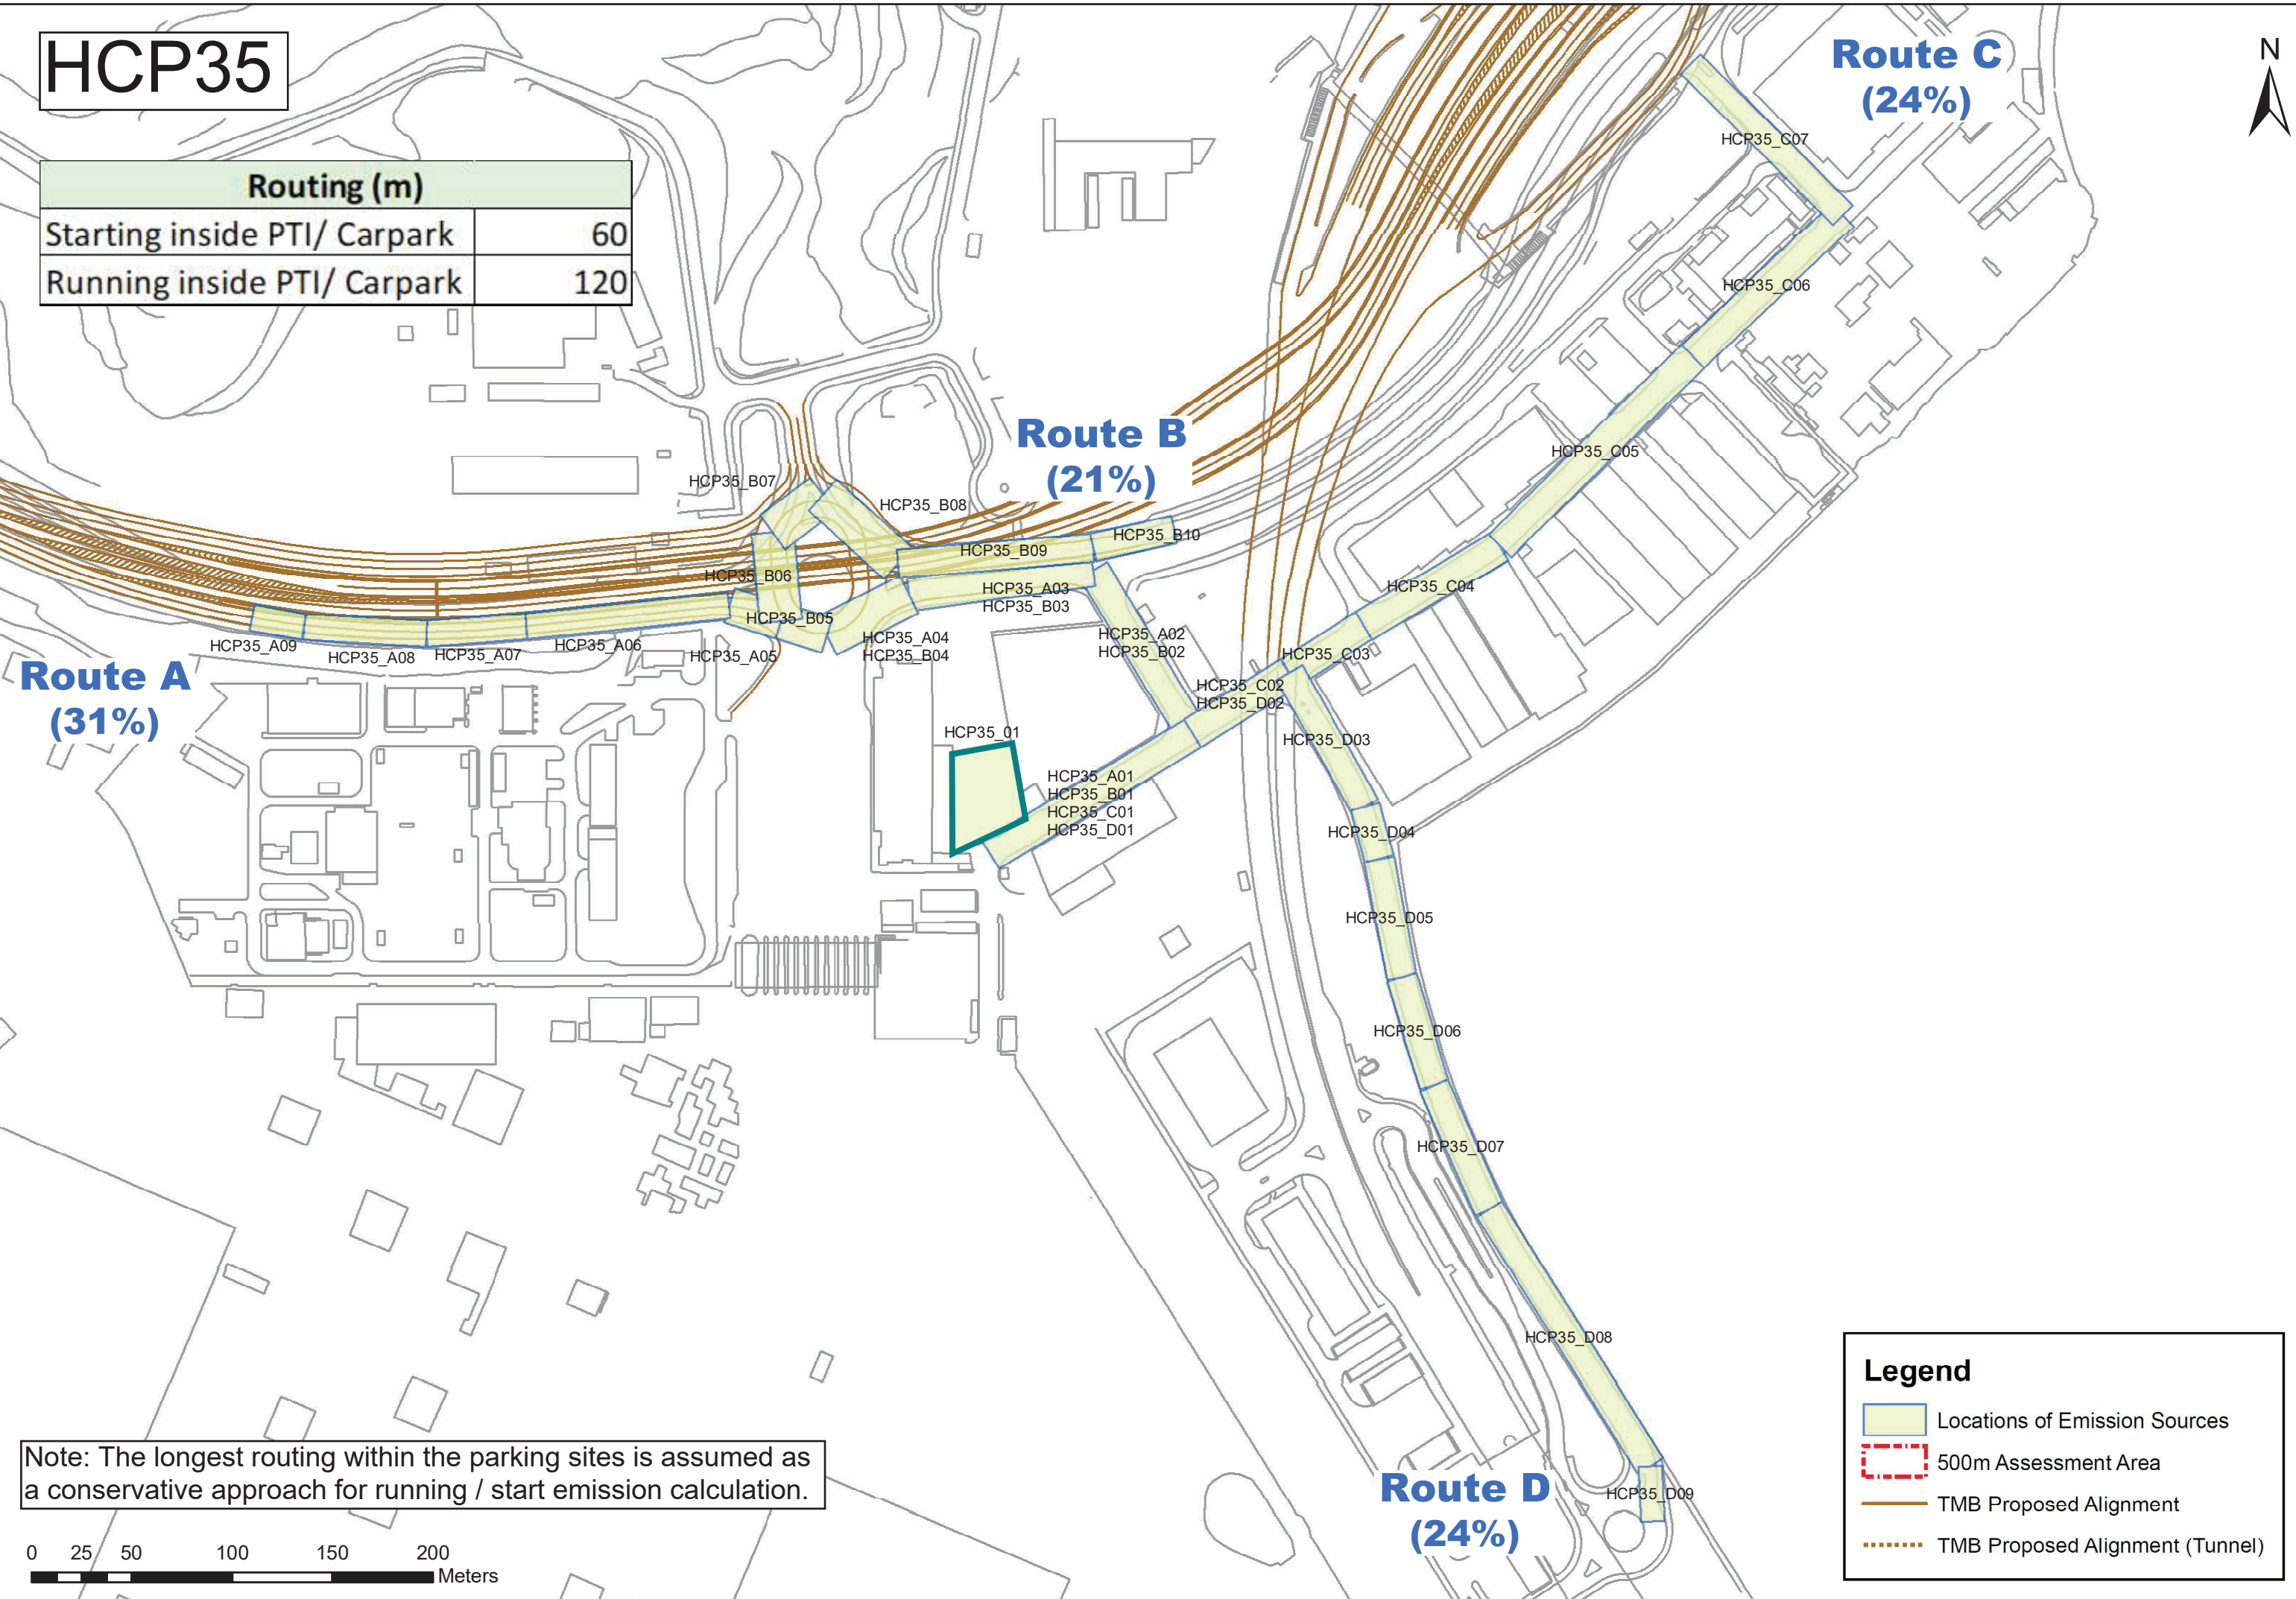 HCP35
Routing (m)
Starting inside PTI/ Carpark 60
Running inside PTI/ Carpark 120
Route C
(24%)
N
HCP35_C07
HCP35_C06
HCP35_C05
HCP35_C04
HCP35_C03
HCP35_C02
HCP35_D02
Route B
(21%)
HCP35_B07
HCP35_B08
HCP35_B10
HCP35_B09
HCP35_B06
HCP35_A03
HCP35_B03
HCP35_B05
HCP35_A04
HCP35_B04
HCP35_A02
HCP35_B02
HCP35_A09
HCP35_A08
HCP35_A07
HCP35_A06
HCP35_A05
Route A
(31%)
HCP35_01
HCP35_A01
HCP35_B01
HCP35_C01
HCP35_D01
HCP35_D03
HCP35_D04
HCP35_D05
HCP35_D06
HCP35_D07
HCP35_D08
HCP35_D09
Route D
(24%)
Note: The longest routing within the parking sites is assumed as
a conservative approach for running / start emission calculation.
0 25 50 100 150 200
Meters
Legend
Locations of Emission Sources
500m Assessment Area
TMB Proposed Alignment
TMB Proposed Alignment (Tunnel)